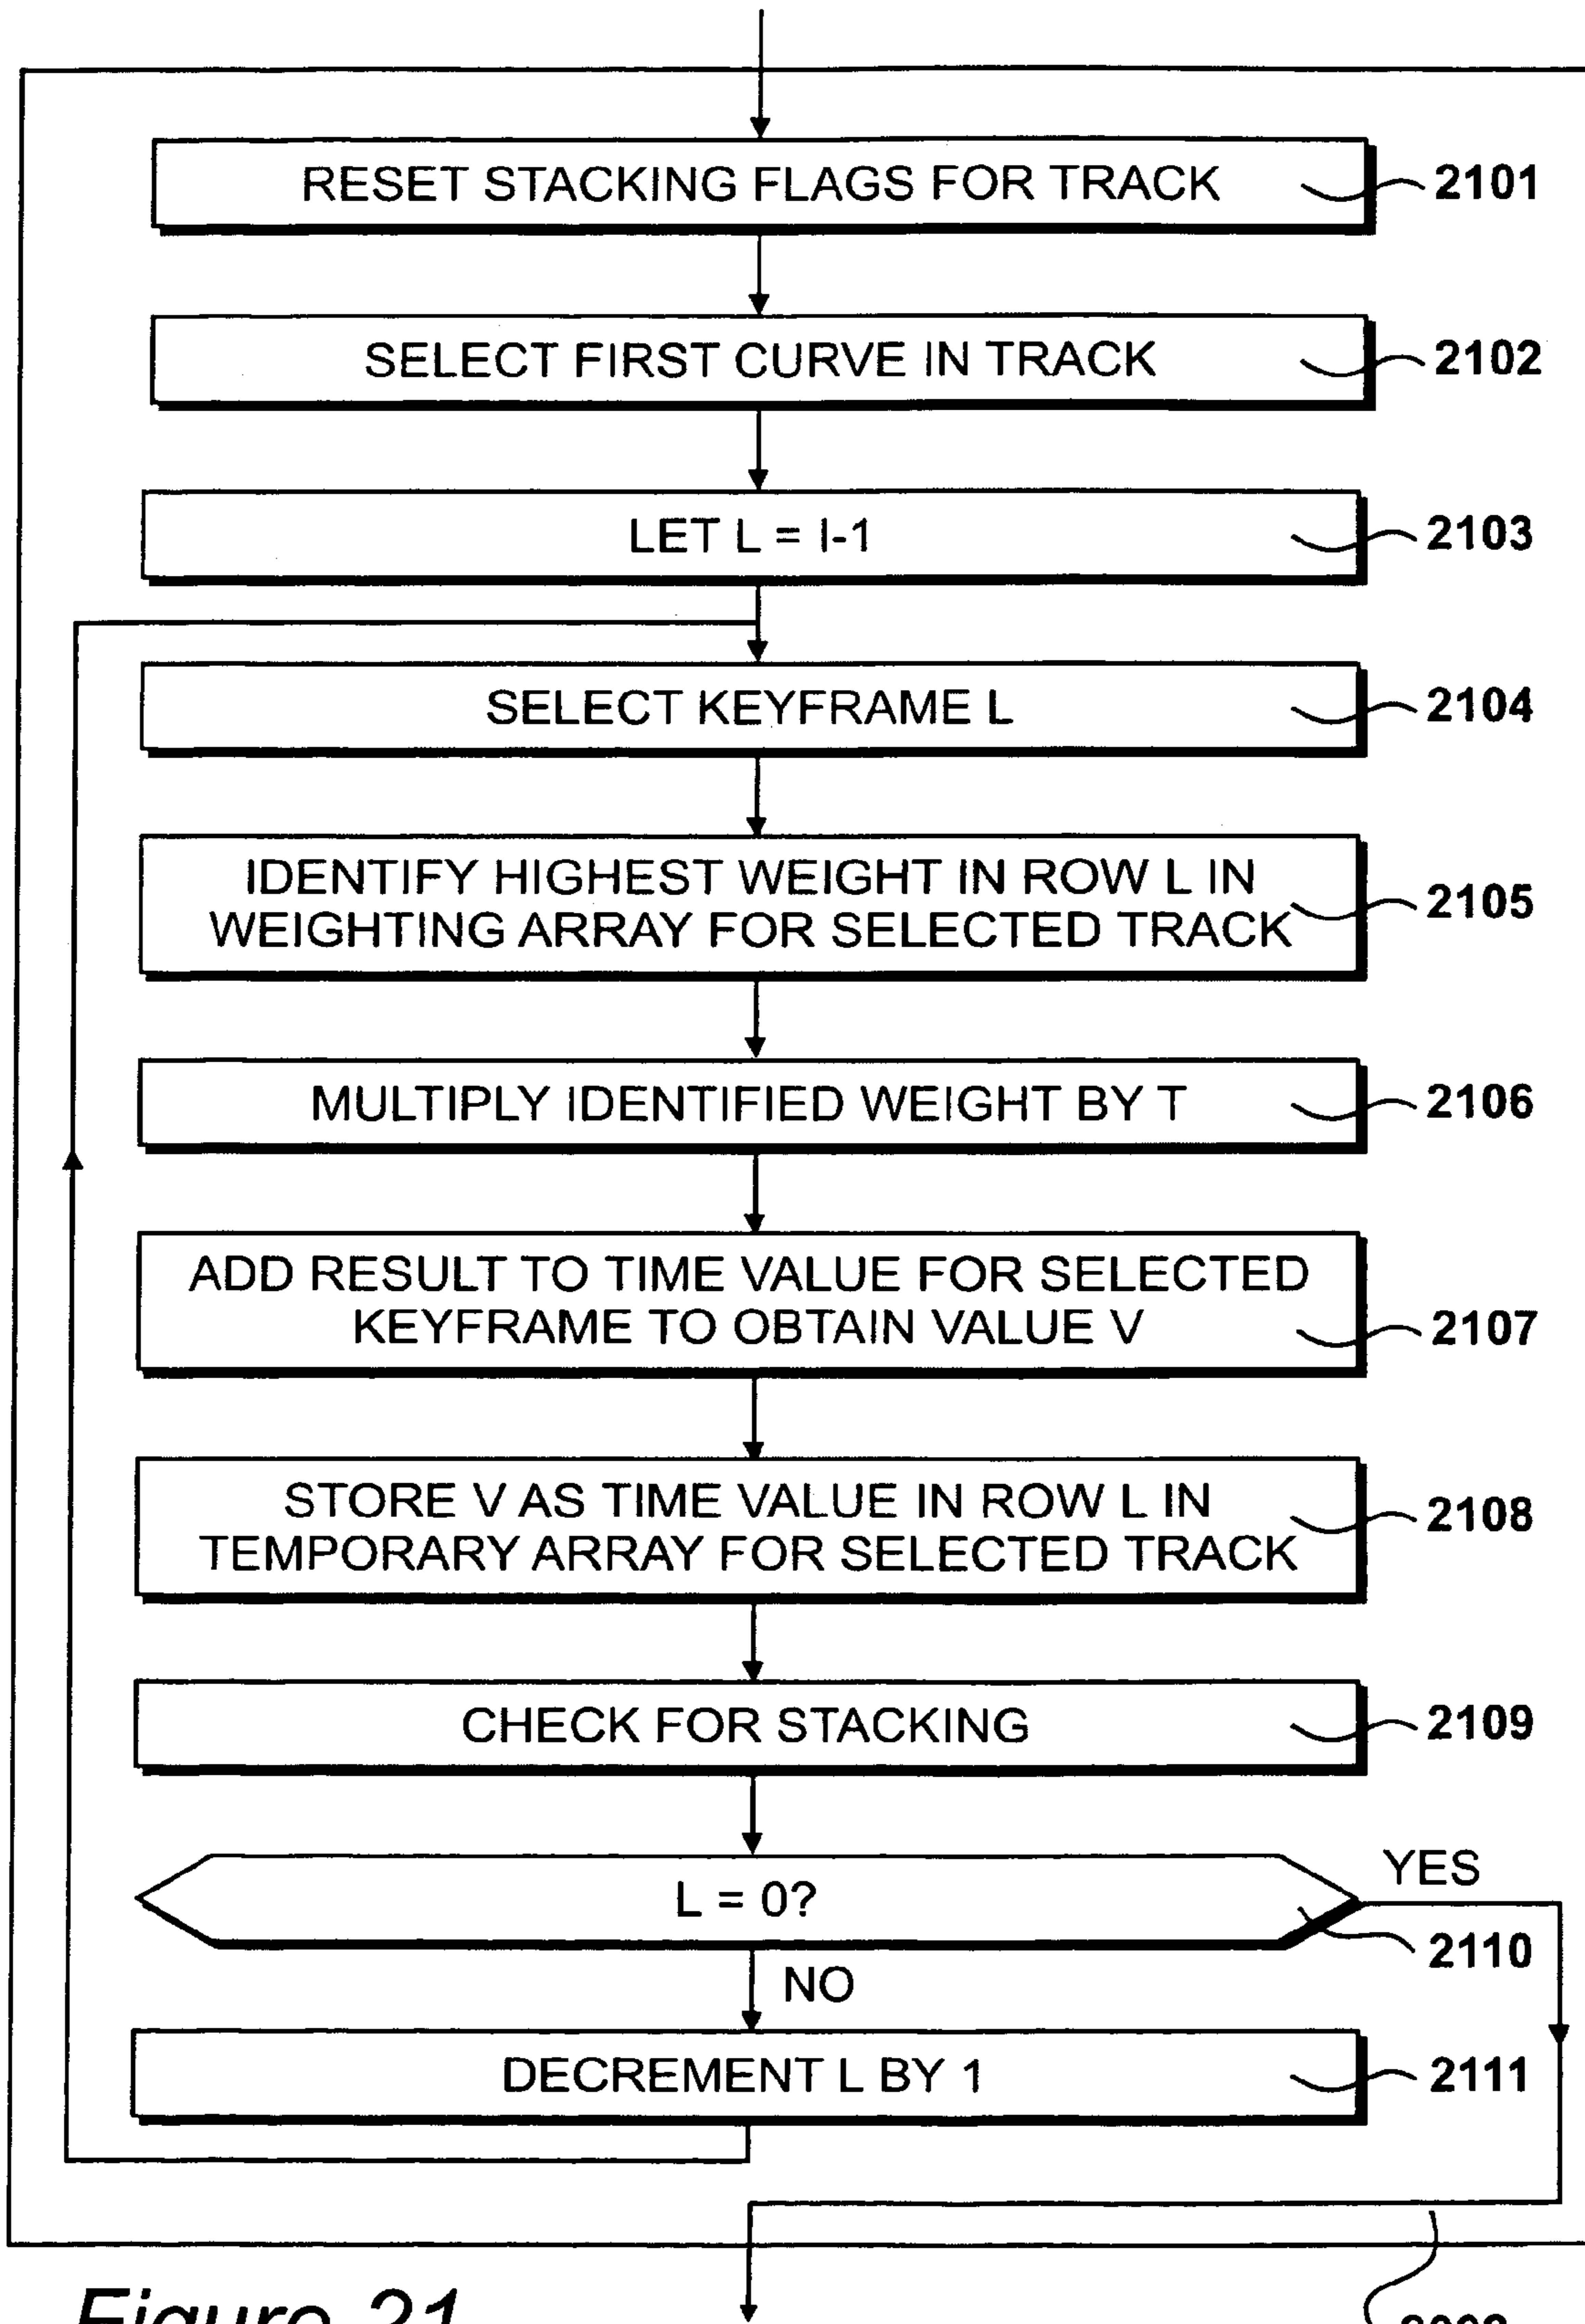 RESET STACKING FLAGS FOR TRACK
2101
SELECT FIRST CURVE IN TRACK
2102
LET L = I-1
2103
SELECT KEYFRAME L
2104
IDENTIFY HIGHEST WEIGHT IN ROW L IN
WEIGHTING ARRAY FOR SELECTED TRACK
2105
MULTIPLY IDENTIFIED WEIGHT BY T
2106
ADD RESULT TO TIME VALUE FOR SELECTED
KEYFRAME TO OBTAIN VALUE V
2107
STORE V AS TIME VALUE IN ROW L IN
TEMPORARY ARRAY FOR SELECTED TRACK
2108
CHECK FOR STACKING
2109
L = 0?
YES
2110
NO
DECREMENT L BY 1
2111
Figure 21